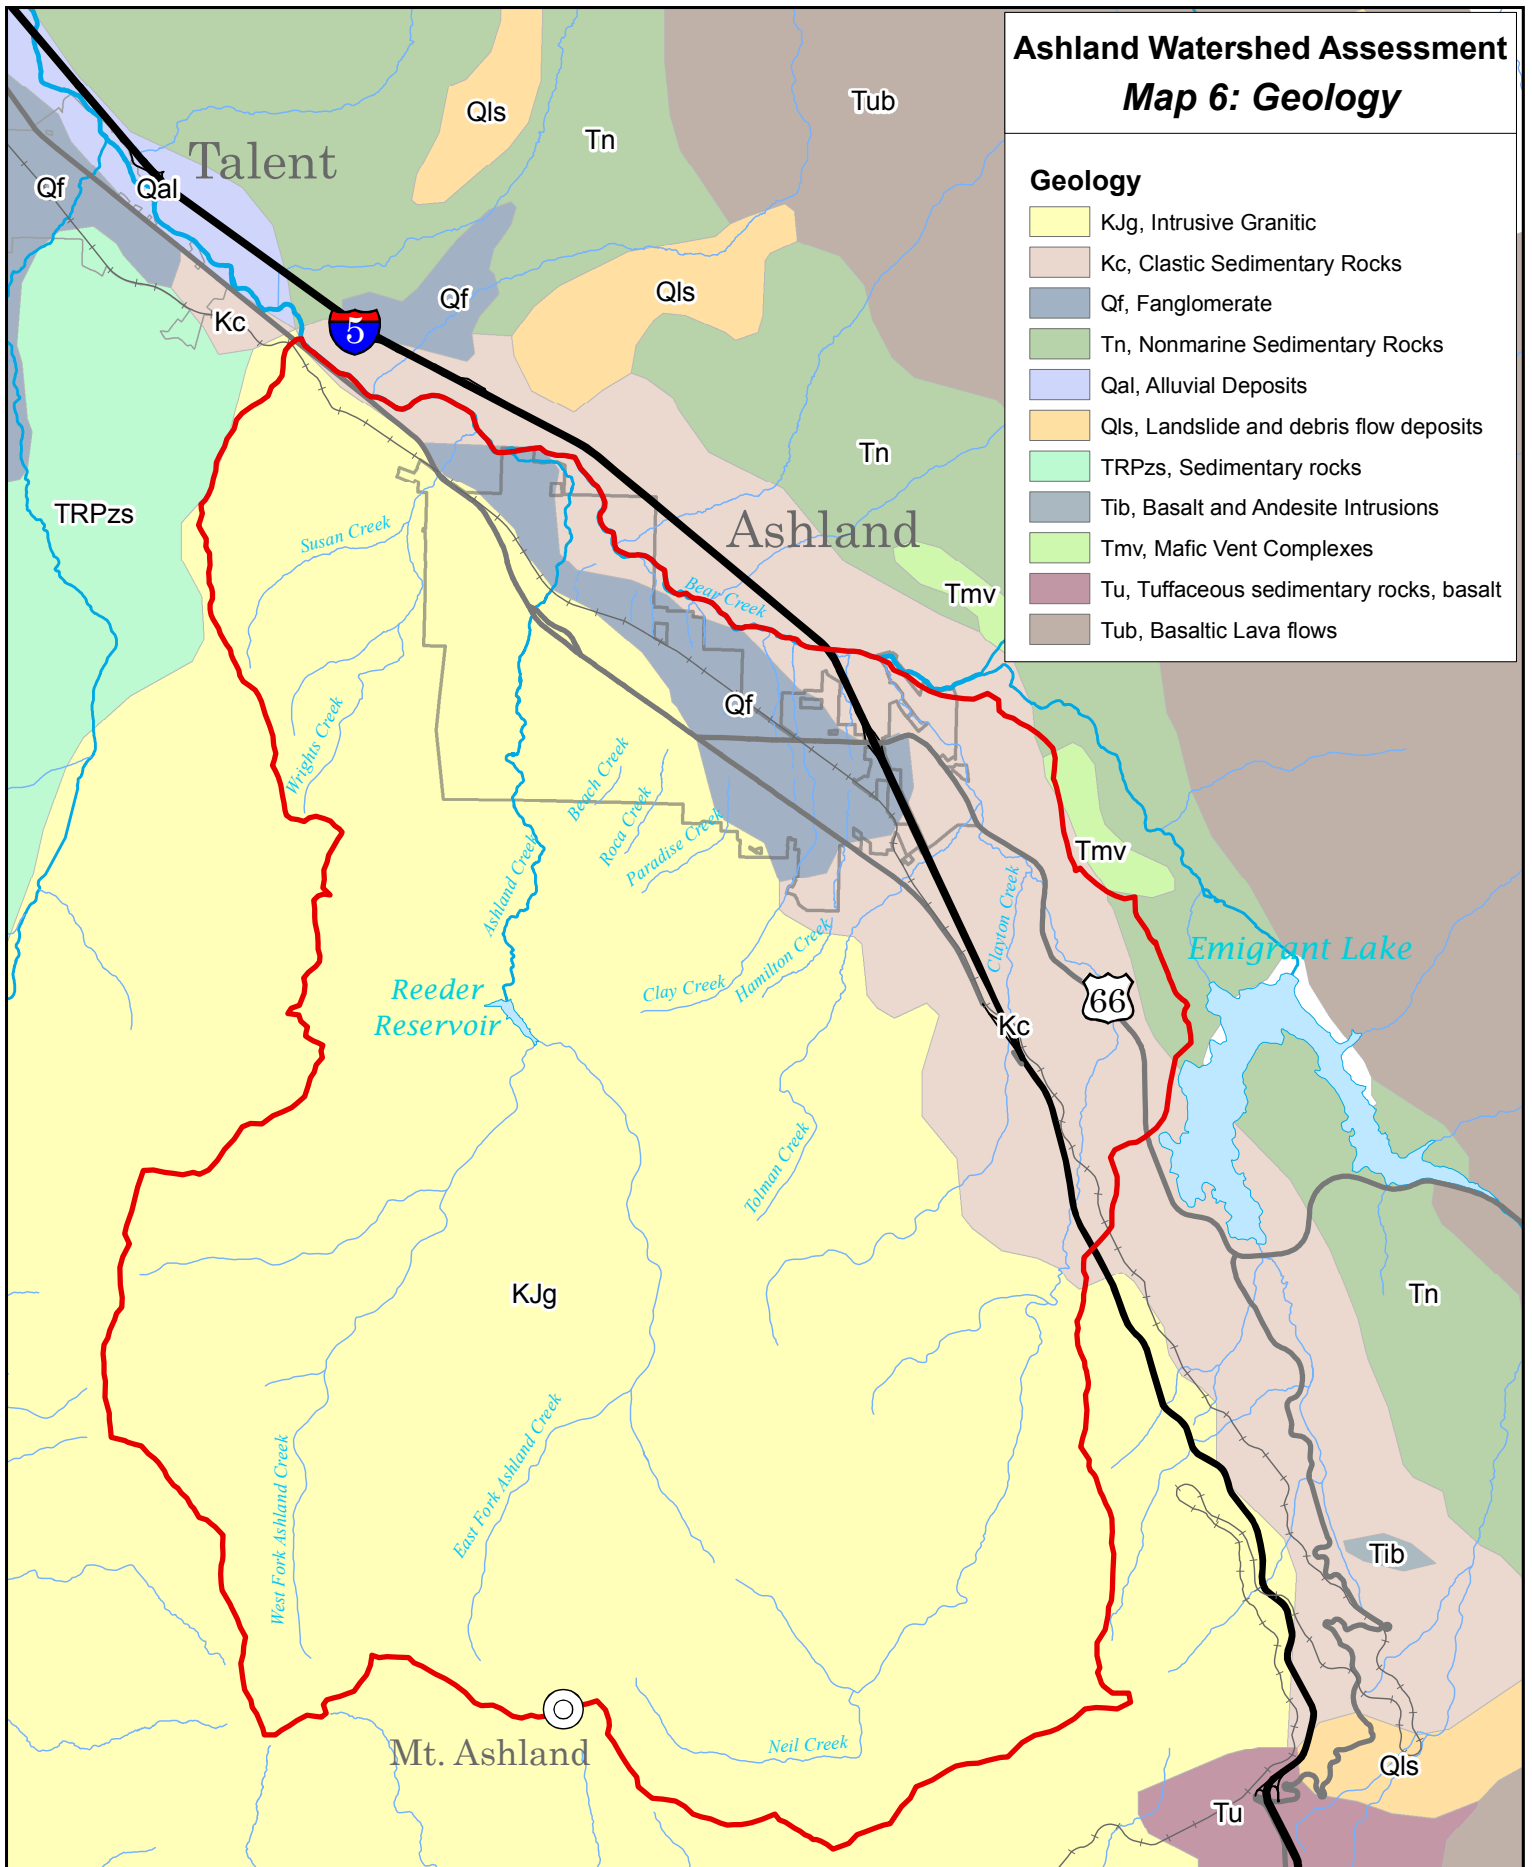 Ashland Watershed Assessment
Map 6: Geology
Geology
KJg, Intrusive Granitic
Kc, Clastic Sedimentary Rocks
Qf, Fanglomerate
Tn, Nonmarine Sedimentary Rocks
Qal, Alluvial Deposits
Qls, Landslide and debris flow deposits
TRPzs, Sedimentary rocks
Tib, Basalt and Andesite Intrusions
Tmv, Mafic Vent Complexes
Tu, Tuffaceous sedimentary rocks, basalt
Tub, Basaltic Lava flows
Qls
Tub
Tn
Talent
Qf
Qal
Qf
Qls
Kc
5
Tn
TRPzs
Susan Creek
Ashland
Bear Creek
Tmv
Qf
Wrights Creek
Beach Creek
Roca Creek
Paradise Creek
Ashland Creek
Tmv
Clayton Creek
Hamilton Creek
Clay Creek
Emigrant Lake
Reeder
Reservoir
66
Kc
Tolman Creek
KJg
Tn
West Fork Ashland Creek
East Fork Ashland Creek
Tib
Mt. Ashland
Neil Creek
Qls
Tu